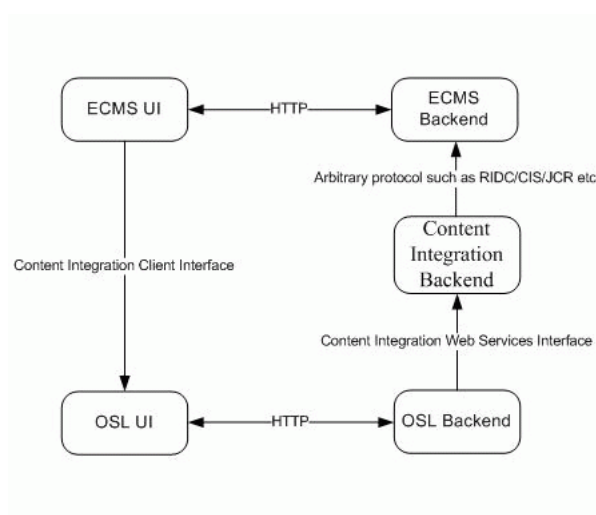 ECMS UI
HTTP
ECMS
Backend
Arbitrary protocol such as RIDC/CIS/JCR etc
Content
Integration
Backend
Content Integration Client Interface
Content Integration Web Services Interface
OSL UI
HTTP
OSL Backend